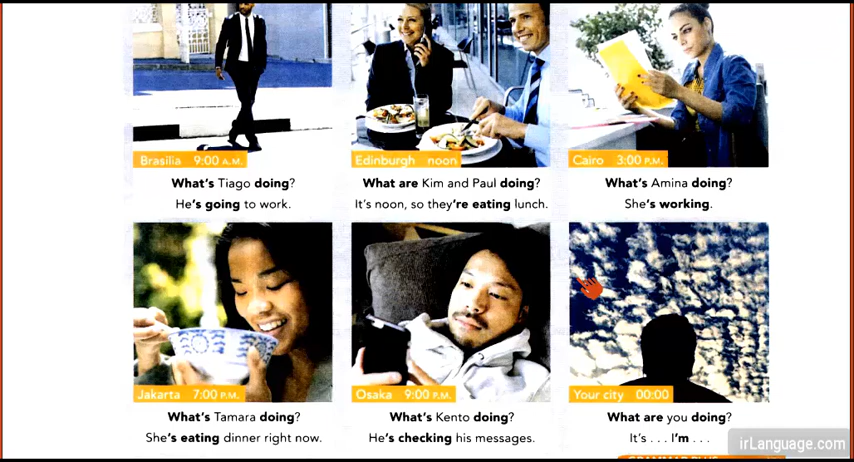 Brasília 9:00 A.M.
Edinburgh noon
Cairo 3:00 P.M.
What's Tiago doing?
What are Kim and Paul doing?
What's Amina doing?
He's going to work.
It's noon, so they're eating lunch.
She's working.
Jakarta 7:00 P.M.
Osaka 9:00 P.M.
Your city 00:00
What's Tamara doing?
What's Kento doing?
What are you doing?
She's eating dinner right now.
He's checking his messages.
It's . . . I'm . . .
irLanguage.com